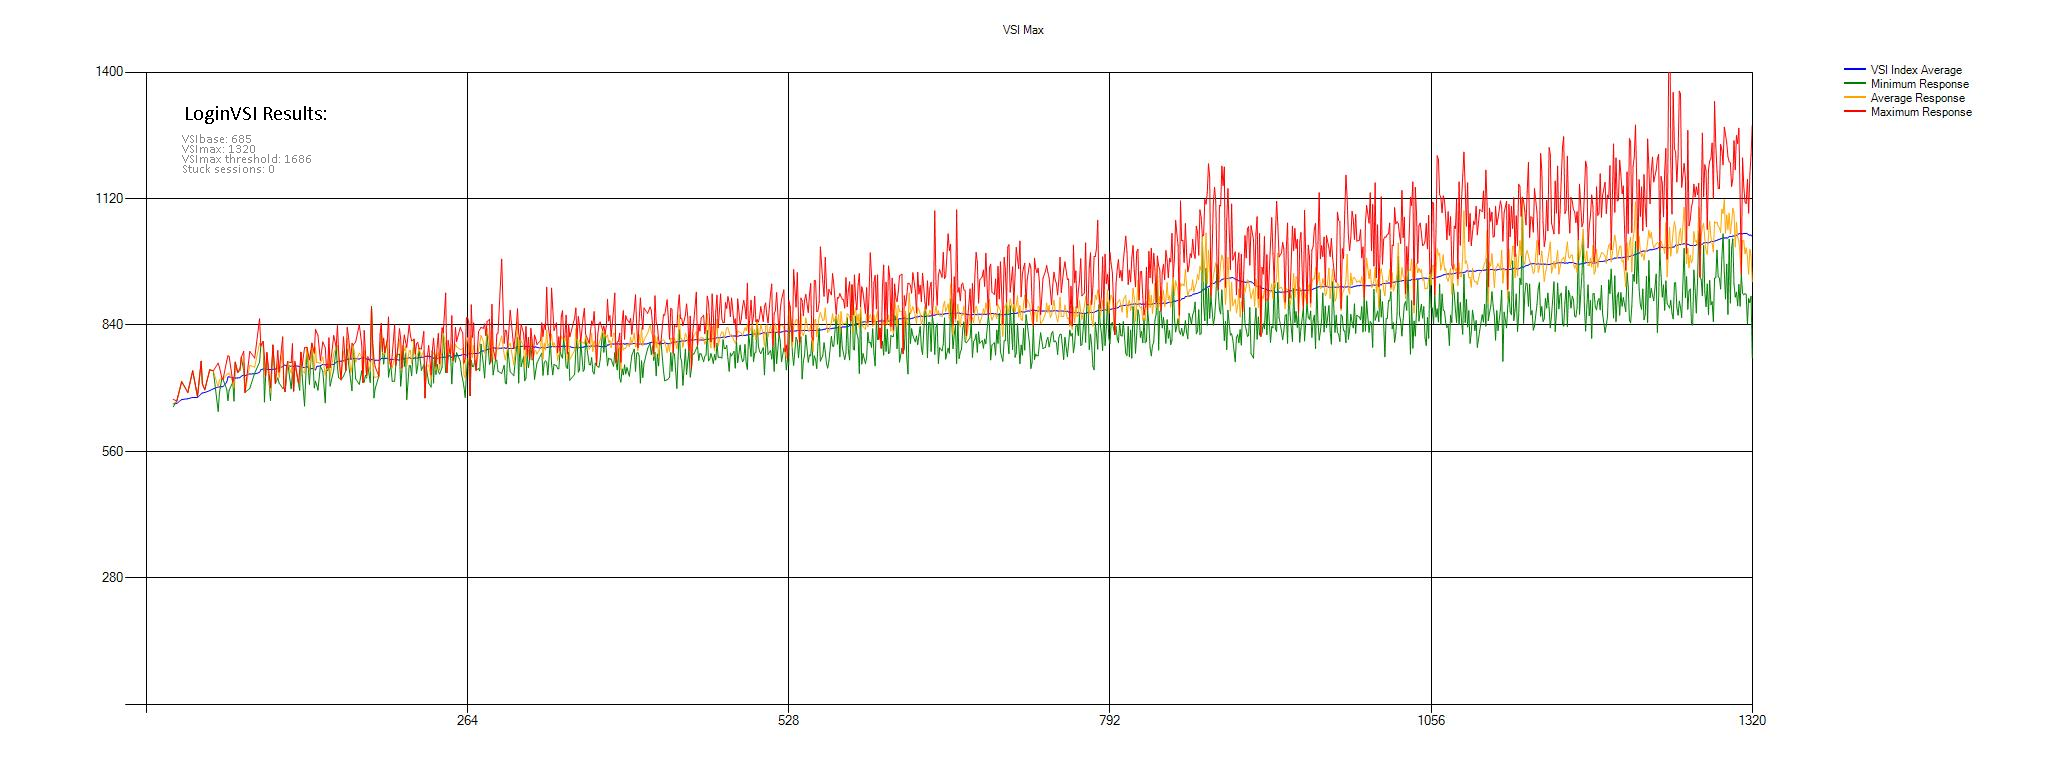 VSI Max
1400
1120
840
560
280
LoginVSI Results:
VSIbase: 685
VSImax: 1320
VSImax threshold: 1686
Stuck sessions: 0
VSI Index Average
Minimum Response
Average Response
Maximum Response
264
528
792
1056
1320